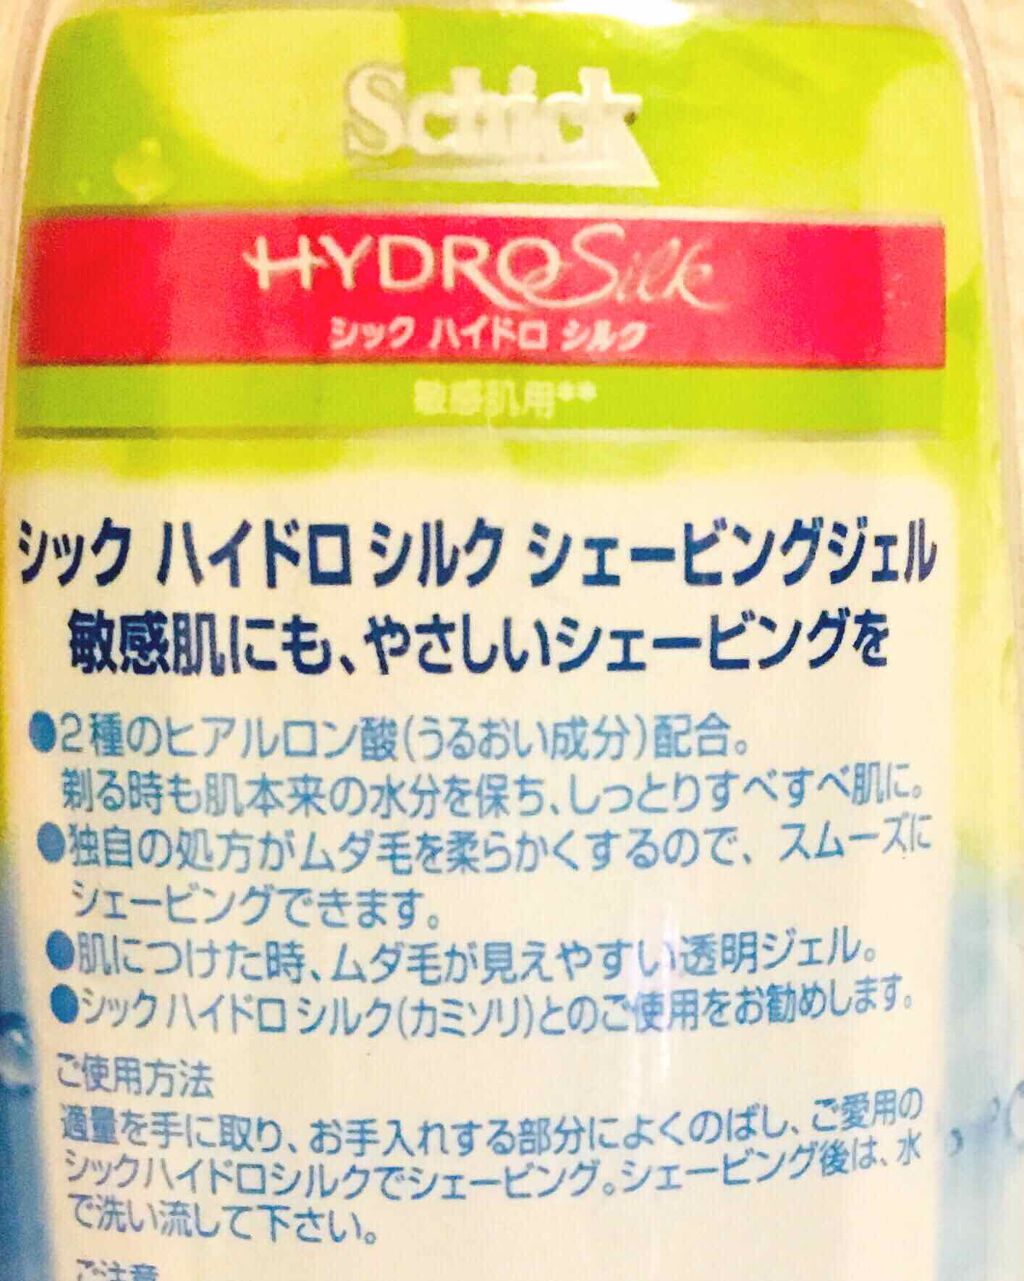 Schick
HYDROSilk
シック ハイドロ シルク
敏感肌用**
シック ハイドロ シルク シェービングジェル
敏感肌にも、やさしいシェービングを
●2種のヒアルロン酸(うるおい成分)配合。
剃る時も肌本来の水分を保ち、しっとりすべすべ肌に。
●独自の処方がムダ毛を柔らかくするので、スムーズに
シェービングできます。
●肌につけた時、ムダ毛が見えやすい透明ジェル。
●シックハイドロシルク(カミソリ)とのご使用をお勧めします。
ご使用方法
適量を手に取り、お手入れする部分によくのばし、ご愛用の
シックハイドロシルクでシェービング。シェービング後は、水
で洗い流して下さい。
ご注意